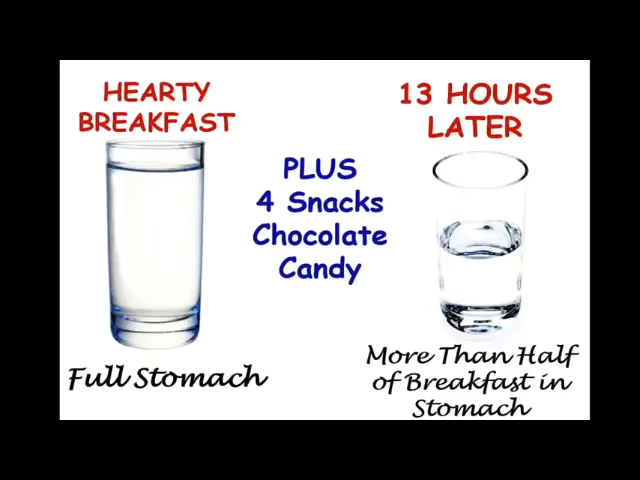 HEARTY
BREAKFAST
PLUS
4 Snacks
Chocolate
Candy
13 HOURS
LATER
Full Stomach
More Than Half
of Breakfast in
Stomach